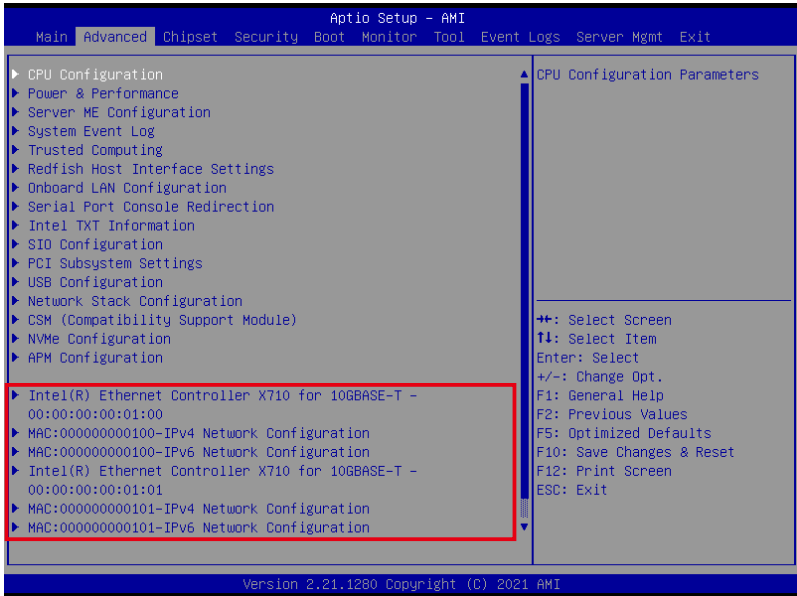 Aptio Setup – AMI
Main Advanced Chipset Security Boot Monitor Tool Event Logs Server Mgmt Exit
CPU Configuration
Power & Performance
Server ME Configuration
System Event Log
Trusted Computing
Redfish Host Interface Settings
Onboard LAN Configuration
Serial Port Console Redirection
Intel TXT Information
SIO Configuration
PCI Subsystem Settings
USB Configuration
Network Stack Configuration
CSM (Compatibility Support Module)
NVMe Configuration
APM Configuration
Intel(R) Ethernet Controller X710 for 10GBASE-T –
00:00:00:00:01:00
MAC:000000000100-IPv4 Network Configuration
MAC:000000000100-IPv6 Network Configuration
Intel(R) Ethernet Controller X710 for 10GBASE-T –
00:00:00:00:01:01
MAC:000000000101-IPv4 Network Configuration
MAC:000000000101-IPv6 Network Configuration
CPU Configuration Parameters
→←: Select Screen
↑↓: Select Item
Enter: Select
+/-: Change Opt.
F1: General Help
F2: Previous Values
F5: Optimized Defaults
F10: Save Changes & Reset
F12: Print Screen
ESC: Exit
Version 2.21.1280 Copyright (C) 2021 AMI